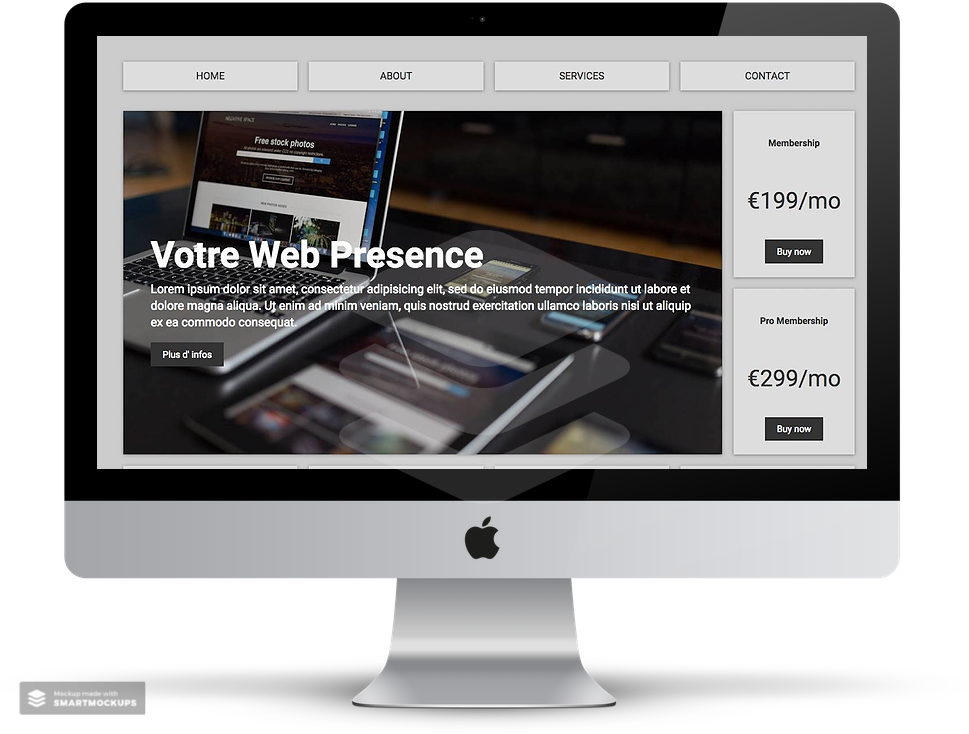 HOME
ABOUT
SERVICES
CONTACT
Free stock photos
Votre Web Presence
Lorem ipsum dolor sit amet, consectetur adipisicing elit, sed do eiusmod tempor incididunt ut labore et
dolore magna aliqua. Ut enim ad minim veniam, quis nostrud exercitation ullamco laboris nisi ut aliquip
ex ea commodo consequat.
Plus d' infos
Membership
€199/mo
Buy now
Pro Membership
€299/mo
Buy now
Mockup made with
SMARTMOCKUPS